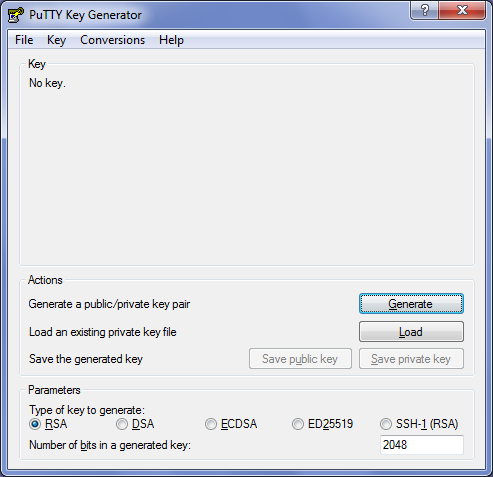 PuTTY Key Generator
File Key Conversions Help
Key
No key.
Actions
Generate a public/private key pair Generate
Load an existing private key file Load
Save the generated key Save public key Save private key
Parameters
Type of key to generate:
RSA DSA ECDSA ED25519 SSH-1 (RSA)
Number of bits in a generated key: 2048